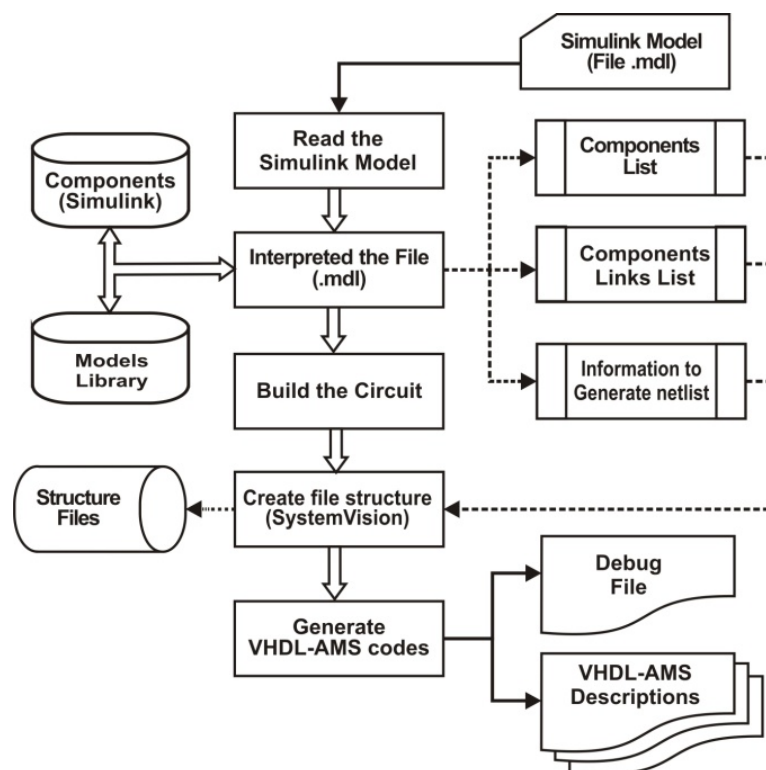 Simulink Model
(File .mdl)
Read the
Simulink Model
Components
(Simulink)
Components
List
Interpreted the File
(.mdl)
Components
Links List
Models
Library
Build the Circuit
Information to
Generate netlist
Structure
Files
Create file structure
(SystemVision)
Debug
File
Generate
VHDL-AMS codes
VHDL-AMS
Descriptions